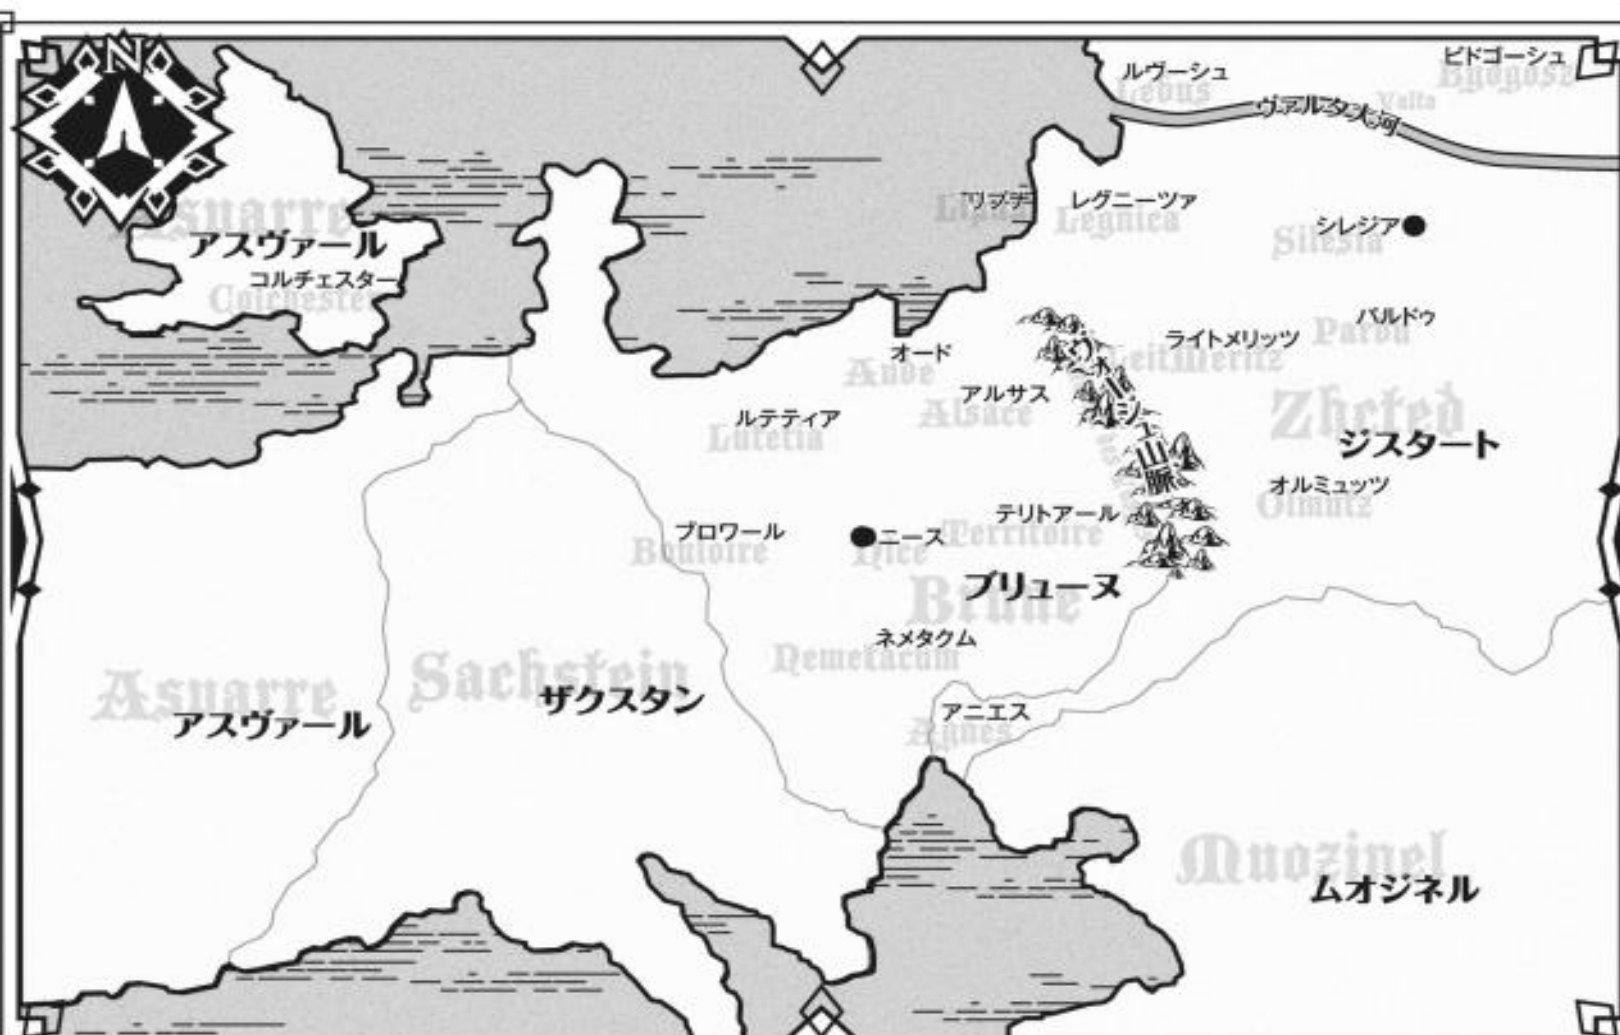 N
ルヴーシュ
Lebus
ビドゴーシュ
Bydgosz
ヴァルタ大河
Valta
Asvarre
アスヴァール
コルチェスター
Colchester
リプナ
Lipna
レグニーツァ
Legnica
シレジア
Silesia
パルドゥ
Pardu
ライトメリッツ
LeitMeritz
オード
Aude
アルサス
Alsace
ルテティア
Lutetia
Zhcted
ジスタート
山脈
オルミュッツ
Olmutz
テリトアール
Territoire
ブロワール
Bouloire
ニース
Nice
ブリューヌ
Brune
ネメタクム
Nemetacum
Sachstein
ザクスタン
Asvarre
アスヴァール
アニエス
Agnes
Muozinel
ムオジネル